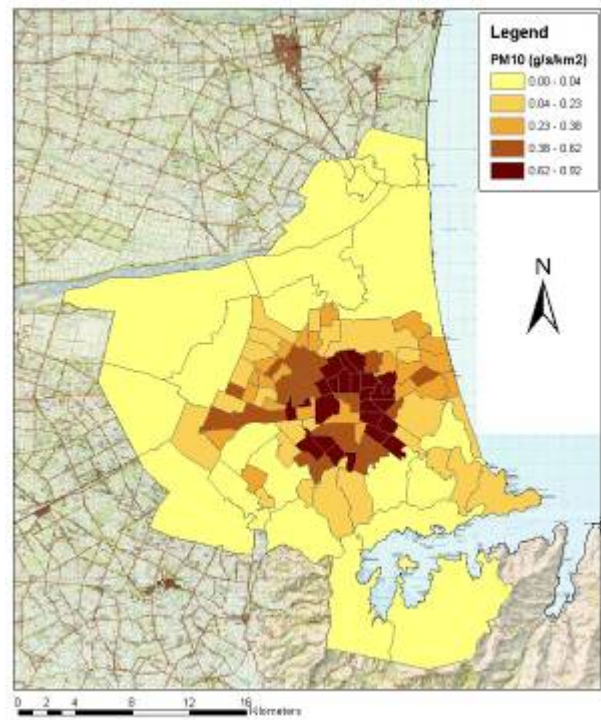 Legend
PM10 (g/s/km2)
0.00 - 0.04
0.04 - 0.23
0.23 - 0.38
0.38 - 0.62
0.62 - 0.92
N
0 2 4 8 12 16
Kilometers